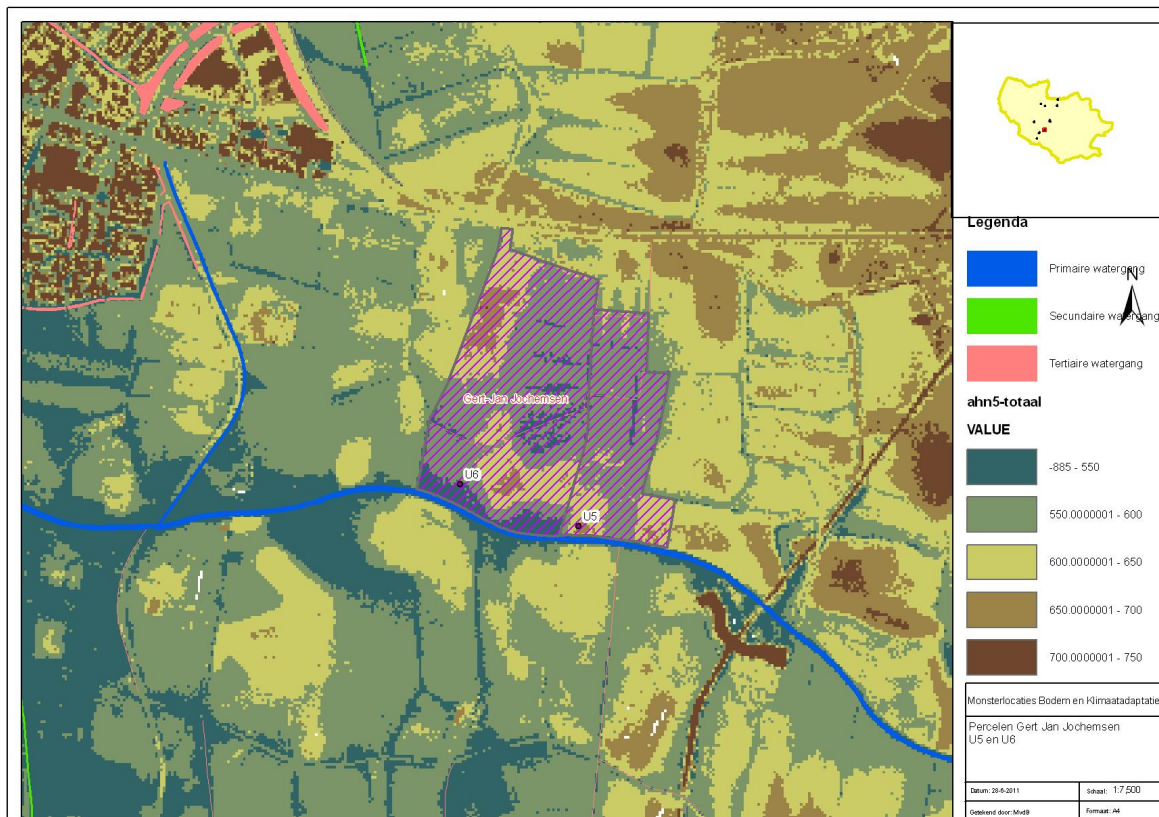 Gert-Jan Jochemsen
U6
U5
Legenda
Primaire watergang
N
Secundaire watergang
Tertiaire watergang
ahn5-totaal
VALUE
-885 - 550
550.0000001 - 600
600.0000001 - 650
650.0000001 - 700
700.0000001 - 750
Monsterlocaties Bodem en Klimaatadaptatie
Percelen Gert Jan Jochemsen
U5 en U6
Datum: 28-6-2011 Schaal: 1:7,500
Getekend door: MvdB Formaat: A4